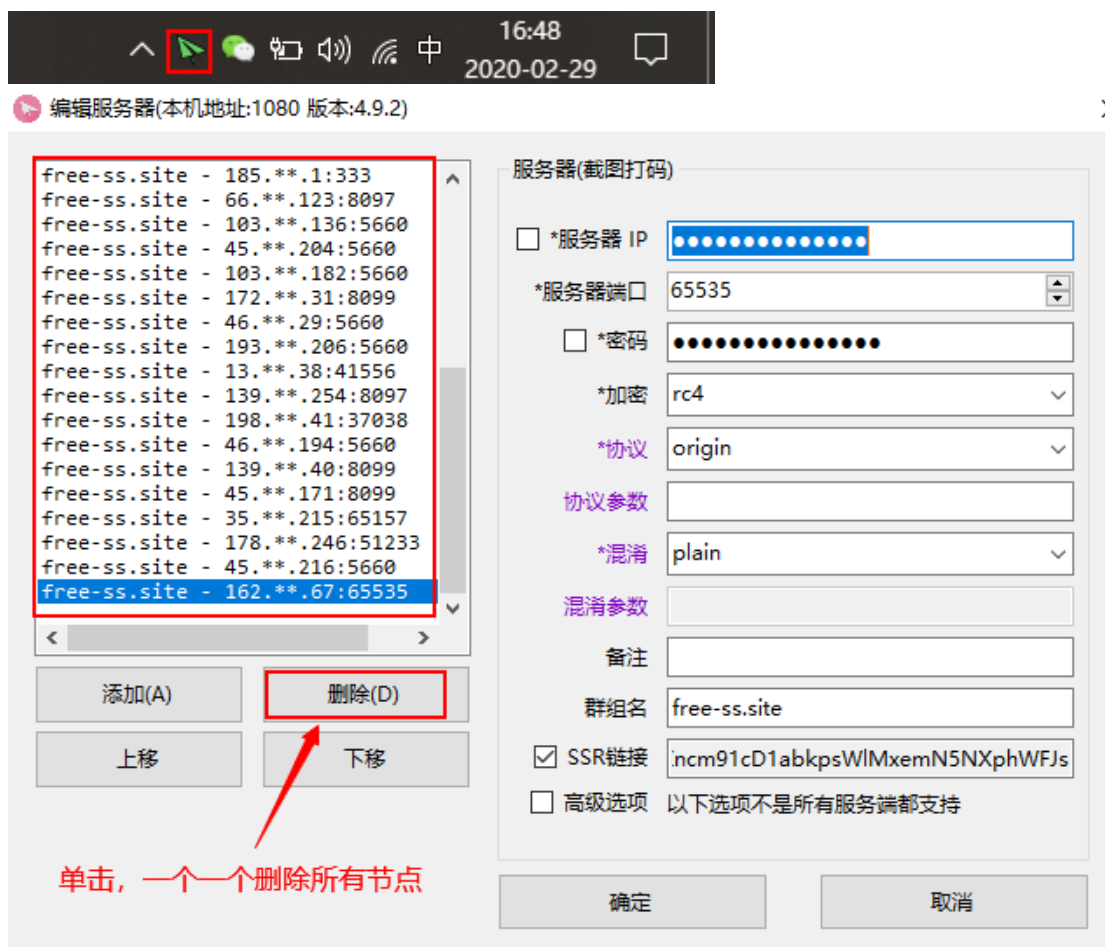 中
16:48
2020-02-29
编辑服务器(本机地址:1080 版本:4.9.2)
free-ss.site - 185.**.1:333
free-ss.site - 66.**.123:8097
free-ss.site - 103.**.136:5660
free-ss.site - 45.**.204:5660
free-ss.site - 103.**.182:5660
free-ss.site - 172.**.31:8099
free-ss.site - 46.**.29:5660
free-ss.site - 193.**.206:5660
free-ss.site - 13.**.38:41556
free-ss.site - 139.**.254:8097
free-ss.site - 198.**.41:37038
free-ss.site - 46.**.194:5660
free-ss.site - 139.**.40:8099
free-ss.site - 45.**.171:8099
free-ss.site - 35.**.215:65157
free-ss.site - 178.**.246:51233
free-ss.site - 45.**.216:5660
free-ss.site - 162.**.67:65535
添加(A)
删除(D)
上移
下移
单击，一个一个删除所有节点
服务器(截图打码)
*服务器 IP ●●●●●●●●●●●●●●
*服务器端口 65535
*密码 ●●●●●●●●●●●●●●●
*加密 rc4
*协议 origin
协议参数
*混淆 plain
混淆参数
备注
群组名 free-ss.site
SSR链接 ncm91cD1abkpsWlMxemN5NXphWFJs
高级选项 以下选项不是所有服务端都支持
确定
取消